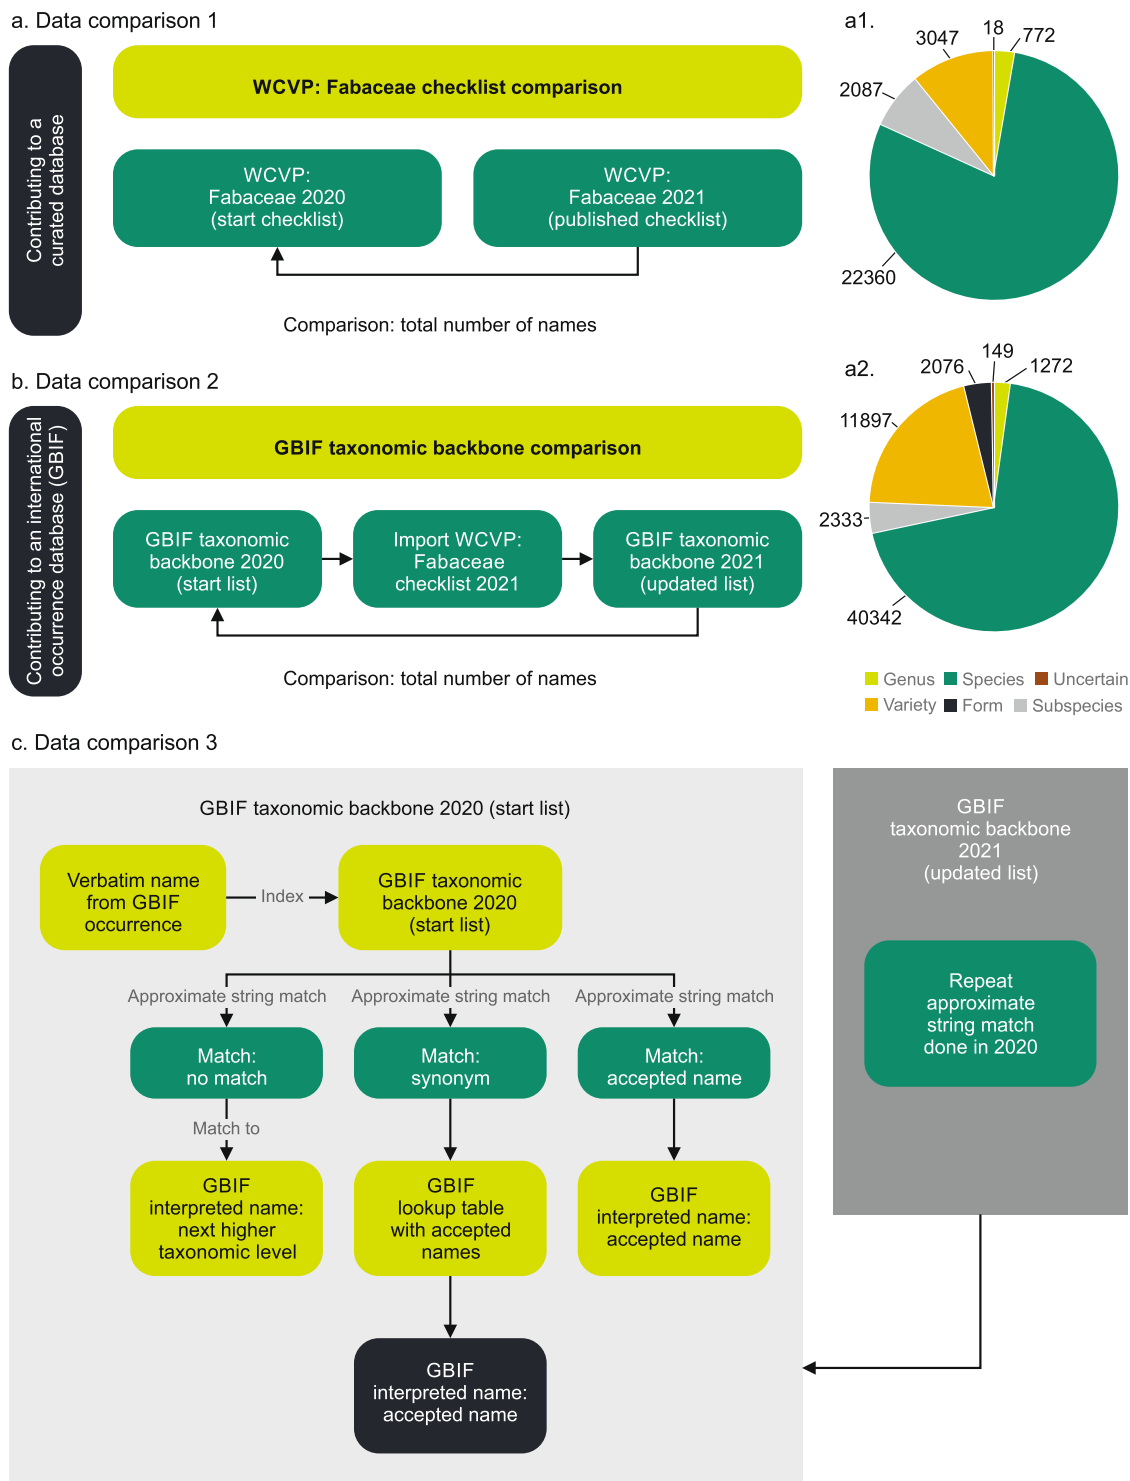 a. Data comparison 1
Contributing to a
curated database
WCVP: Fabaceae checklist comparison
WCVP:
Fabaceae 2020
(start checklist)
WCVP:
Fabaceae 2021
(published checklist)
Comparison: total number of names
a1.
18
772
3047
2087
22360
b. Data comparison 2
Contributing to an international
occurrence database (GBIF)
GBIF taxonomic backbone comparison
GBIF taxonomic
backbone 2020
(start list)
Import WCVP:
Fabaceae
checklist 2021
GBIF taxonomic
backbone 2021
(updated list)
Comparison: total number of names
a2.
149
2076
1272
11897
2333
40342
Genus
Species
Uncertain
Variety
Form
Subspecies
c. Data comparison 3
GBIF taxonomic backbone 2020 (start list)
Verbatim name
from GBIF
occurrence
Index
GBIF taxonomic
backbone 2020
(start list)
Approximate string match
Approximate string match
Approximate string match
Match:
no match
Match:
synonym
Match:
accepted name
Match to
GBIF
interpreted name:
next higher
taxonomic level
GBIF
lookup table
with accepted
names
GBIF
interpreted name:
accepted name
GBIF
interpreted name:
accepted name
GBIF
taxonomic backbone
2021
(updated list)
Repeat
approximate
string match
done in 2020